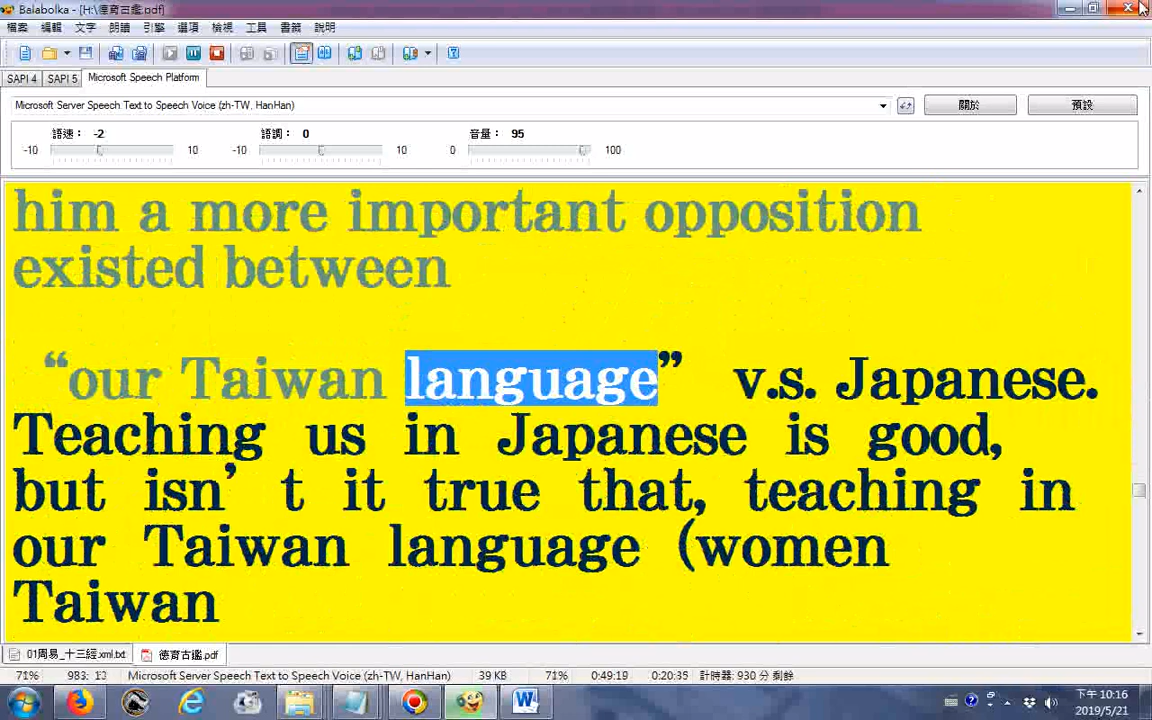 Balabolka - [H:\德育古鑑.pdf]
檔案 編輯 文字 朗讀 引擎 選項 檢視 工具 書籤 說明
SAPI 4 SAPI 5 Microsoft Speech Platform
Microsoft Server Speech Text to Speech Voice (zh-TW, HanHan) 關於 預設
語速： -2 語調： 0 音量： 95
-10 10 -10 10 0 100
him a more important opposition
existed between
“our Taiwan language” v.s. Japanese.
Teaching us in Japanese is good,
but isn’t it true that, teaching in
our Taiwan language (women
Taiwan
01周易_十三經.xml.txt 德育古鑑.pdf
71% 983: 13 Microsoft Server Speech Text to Speech Voice (zh-TW, HanHan) 39 KB 71% 0:49:19 0:20:35 計時器: 930 分 剩餘
下午 10:16
2019/5/21